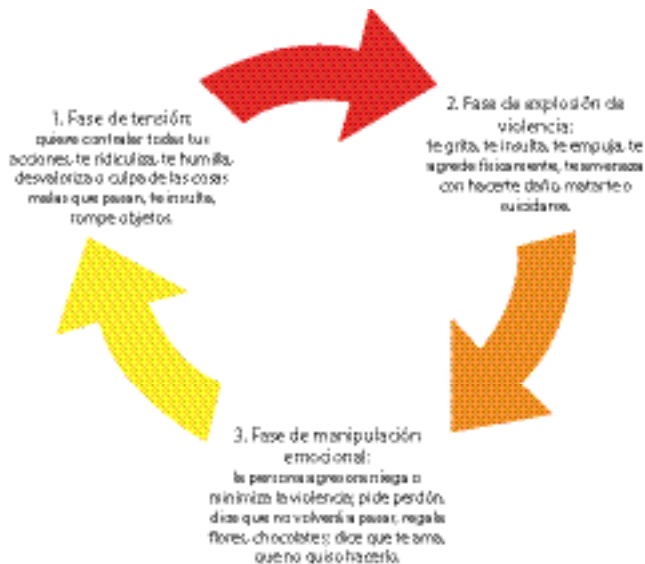 1. Fase de tensión:
quiere controlar todas tus
acciones, te ridiculiza, te humilla,
desvaloriza o culpa de las cosas
malas que pasan, te insulta,
rompe objetos.
2. Fase de explosión de
violencia:
te grita, te insulta, te empuja, te
agrede físicamente, te amenaza
con hacerte daño, matarte o
suicidarse.
3. Fase de manipulación
emocional:
la persona agresora niega o
minimiza la violencia; pide perdón,
dice que no volverá a pasar, regala
flores, chocolates; dice que te ama,
que no quiso hacerlo.